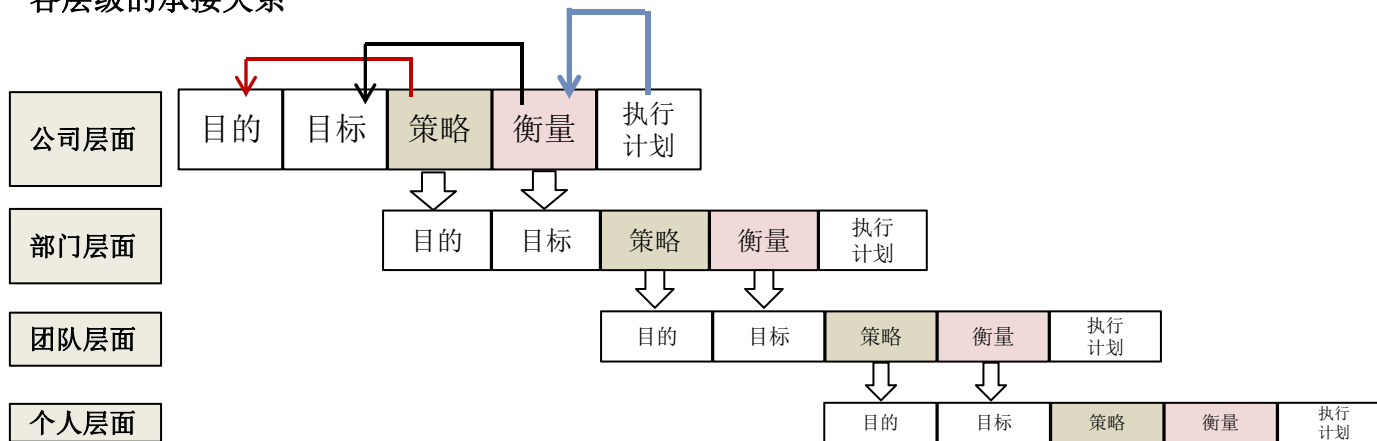 各层级的承接关系
公司层面
目的
目标
策略
衡量
执行
计划
部门层面
目的
目标
策略
衡量
执行
计划
团队层面
目的
目标
策略
衡量
执行
计划
个人层面
目的
目标
策略
衡量
执行
计划